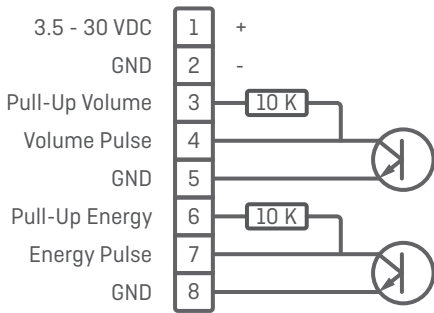 3.5 - 30 VDC 1 +
GND 2 -
Pull-Up Volume 3 10 K
Volume Pulse 4
GND 5
Pull-Up Energy 6 10 K
Energy Pulse 7
GND 8